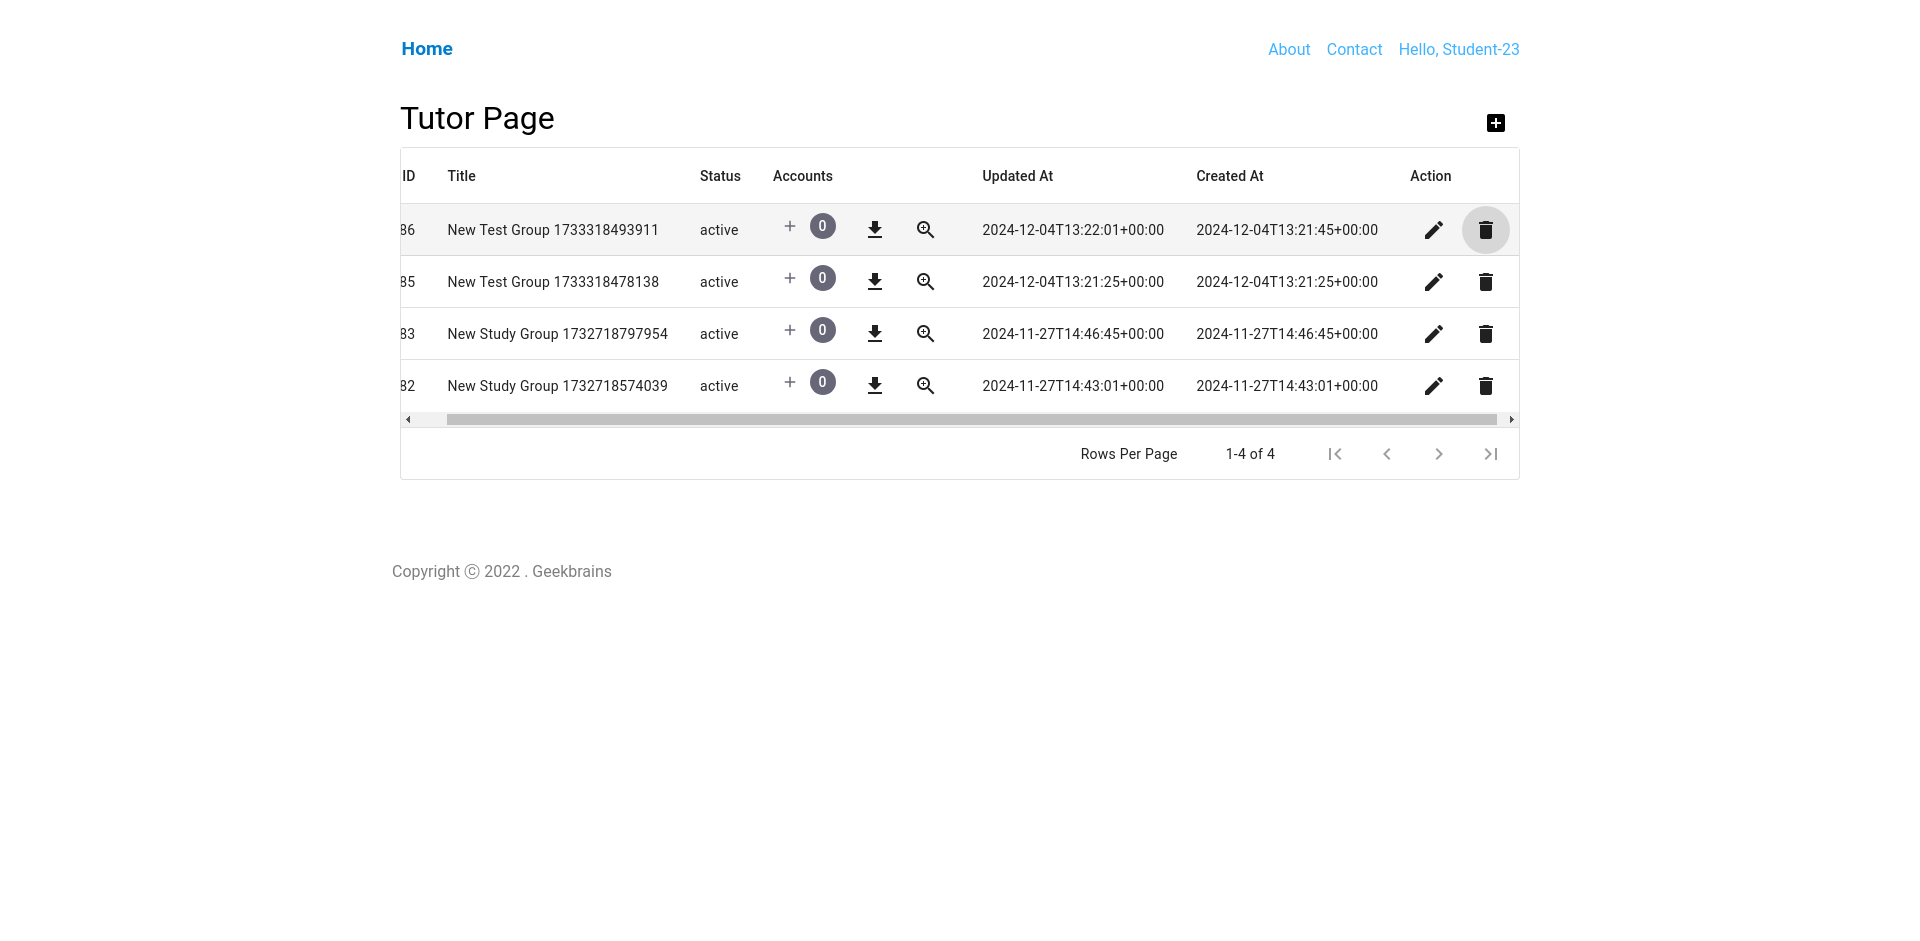 Home About Contact Hello, Student-23
Tutor Page
ID Title Status Accounts Updated At Created At Action
86 New Test Group 1733318493911 active + 0 2024-12-04T13:22:01+00:00 2024-12-04T13:21:45+00:00
85 New Test Group 1733318478138 active + 0 2024-12-04T13:21:25+00:00 2024-12-04T13:21:25+00:00
83 New Study Group 1732718797954 active + 0 2024-11-27T14:46:45+00:00 2024-11-27T14:46:45+00:00
82 New Study Group 1732718574039 active + 0 2024-11-27T14:43:01+00:00 2024-11-27T14:43:01+00:00
Rows Per Page 1-4 of 4
Copyright ⓒ 2022 . Geekbrains